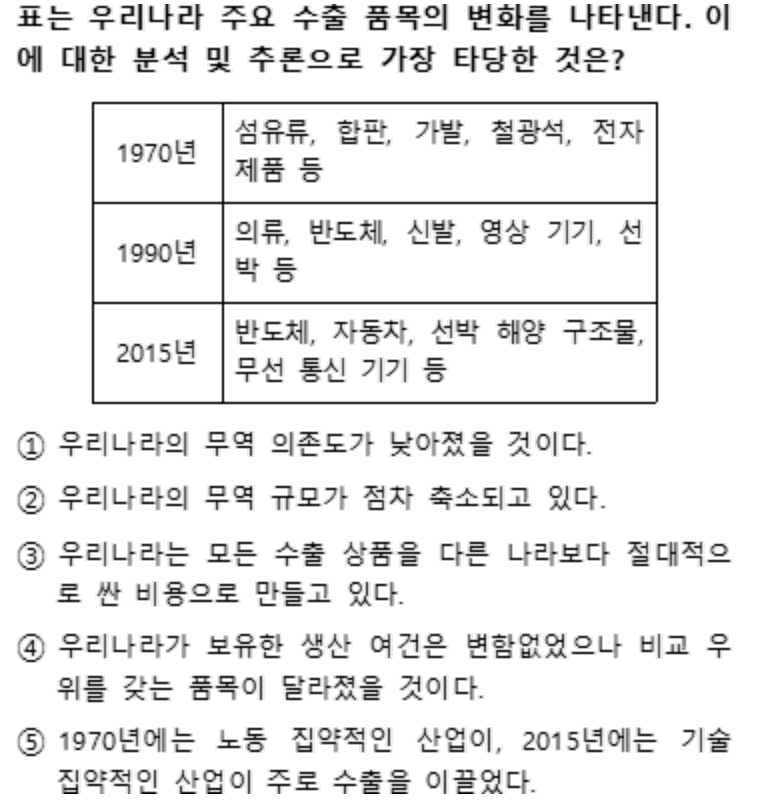 표는 우리나라 주요 수출 품목의 변화를 나타낸다. 이
에 대한 분석 및 추론으로 가장 타당한 것은?
1970년
섬유류, 합판, 가발, 철광석, 전자
제품 등
1990년
의류, 반도체, 신발, 영상 기기, 선
박 등
2015년
반도체, 자동차, 선박 해양 구조물,
무선 통신 기기 등
① 우리나라의 무역 의존도가 낮아졌을 것이다.
② 우리나라의 무역 규모가 점차 축소되고 있다.
③ 우리나라는 모든 수출 상품을 다른 나라보다 절대적으
로 싼 비용으로 만들고 있다.
④ 우리나라가 보유한 생산 여건은 변함없었으나 비교 우
위를 갖는 품목이 달라졌을 것이다.
⑤ 1970년에는 노동 집약적인 산업이, 2015년에는 기술
집약적인 산업이 주로 수출을 이끌었다.